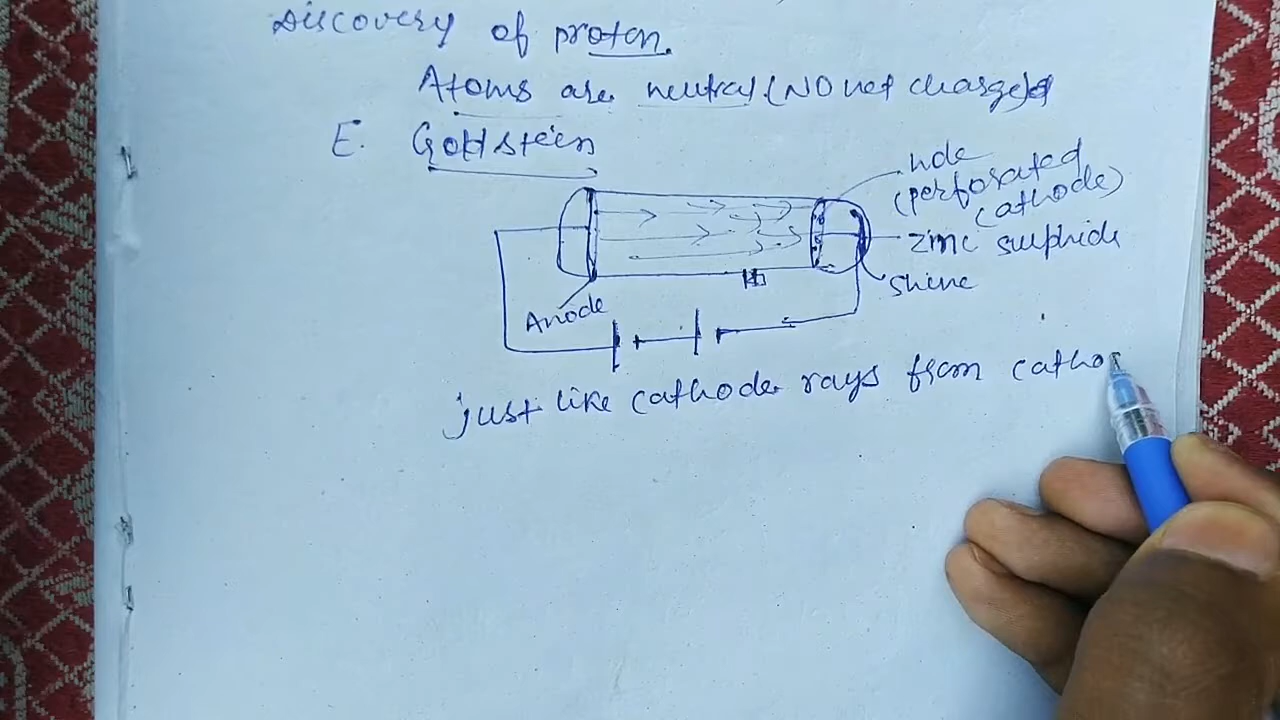 Discovery of proton.
Atoms are neutral (NO net charge)
E. Goldstein
hole
(perforated
cathode)
zinc sulphide
shine
Anode
just like cathode rays from catho